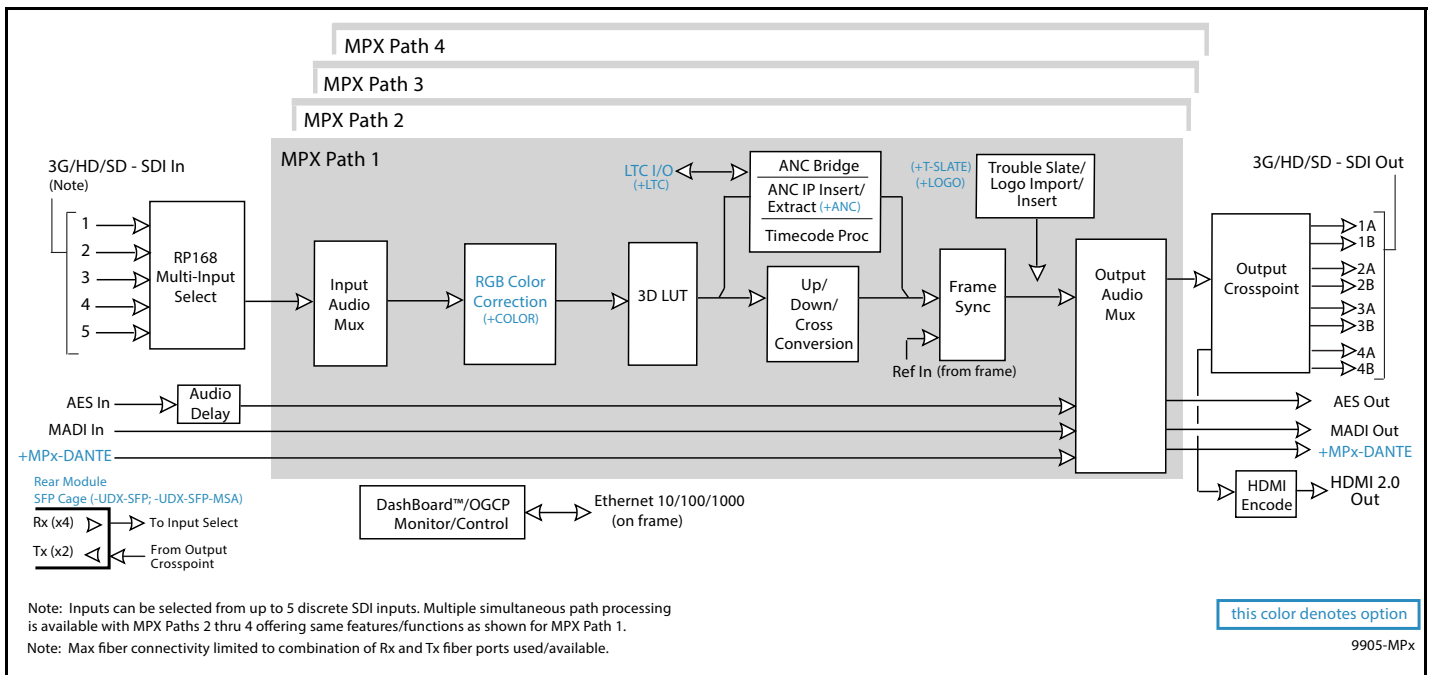 MPX Path 4
MPX Path 3
MPX Path 2
MPX Path 1
3G/HD/SD - SDI In
(Note)
1
2
3
4
5
RP168
Multi-Input
Select
Input
Audio
Mux
RGB Color
Correction
(+COLOR)
3D LUT
LTC I/O
(+LTC)
ANC Bridge
ANC IP Insert/
Extract (+ANC)
Timecode Proc
Up/
Down/
Cross
Conversion
(+T-SLATE)
(+LOGO)
Trouble Slate/
Logo Import/
Insert
Frame
Sync
Ref In (from frame)
Output
Audio
Mux
Output
Crosspoint
3G/HD/SD - SDI Out
1A
1B
2A
2B
3A
3B
4A
4B
AES In
Audio
Delay
MADI In
+MPx-DANTE
AES Out
MADI Out
+MPx-DANTE
HDMI
Encode
HDMI 2.0
Out
Rear Module
SFP Cage (-UDX-SFP; -UDX-SFP-MSA)
Rx (x4)
To Input Select
Tx (x2)
From Output
Crosspoint
DashBoard™/OGCP
Monitor/Control
Ethernet 10/100/1000
(on frame)
Note: Inputs can be selected from up to 5 discrete SDI inputs. Multiple simultaneous path processing
is available with MPX Paths 2 thru 4 offering same features/functions as shown for MPX Path 1.
Note: Max fiber connectivity limited to combination of Rx and Tx fiber ports used/available.
this color denotes option
9905-MPx